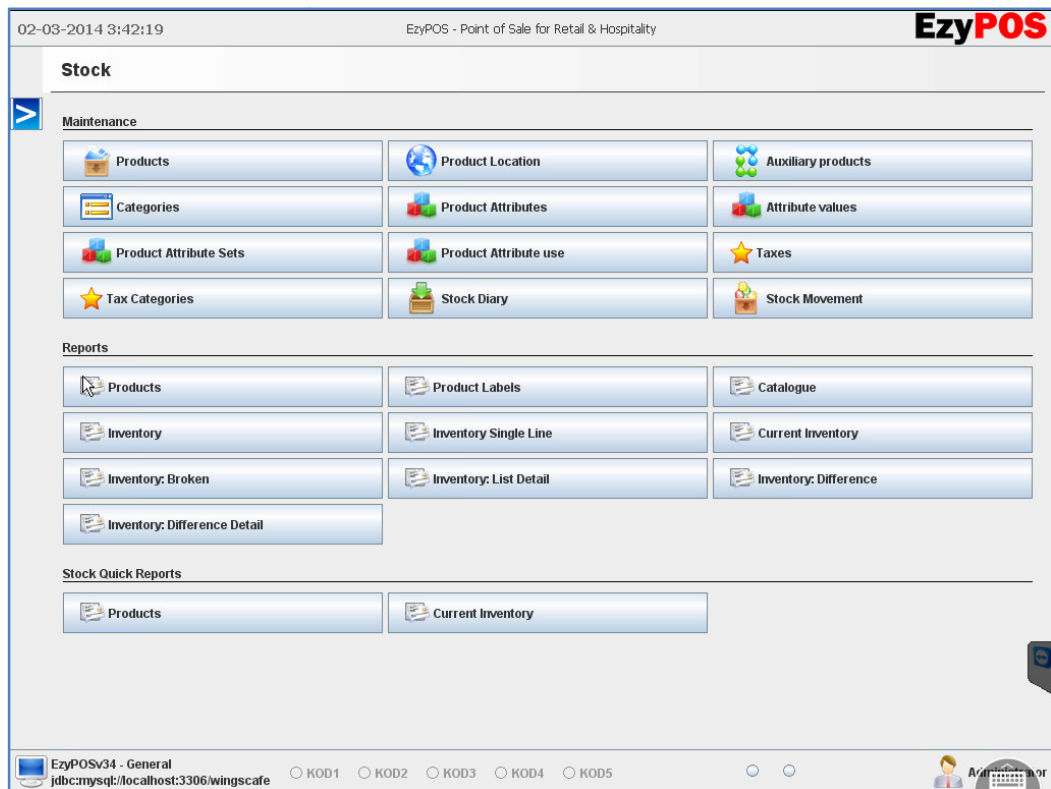 02-03-2014 3:42:19 EzyPOS - Point of Sale for Retail & Hospitality EzyPOS
Stock
>
Maintenance
Products Product Location Auxiliary products
Categories Product Attributes Attribute values
Product Attribute Sets Product Attribute use Taxes
Tax Categories Stock Diary Stock Movement
Reports
Products Product Labels Catalogue
Inventory Inventory Single Line Current Inventory
Inventory: Broken Inventory: List Detail Inventory: Difference
Inventory: Difference Detail
Stock Quick Reports
Products Current Inventory
EzyPOSv34 - General
jdbc:mysql://localhost:3306/wingscafe KOD1 KOD2 KOD3 KOD4 KOD5 Administrator